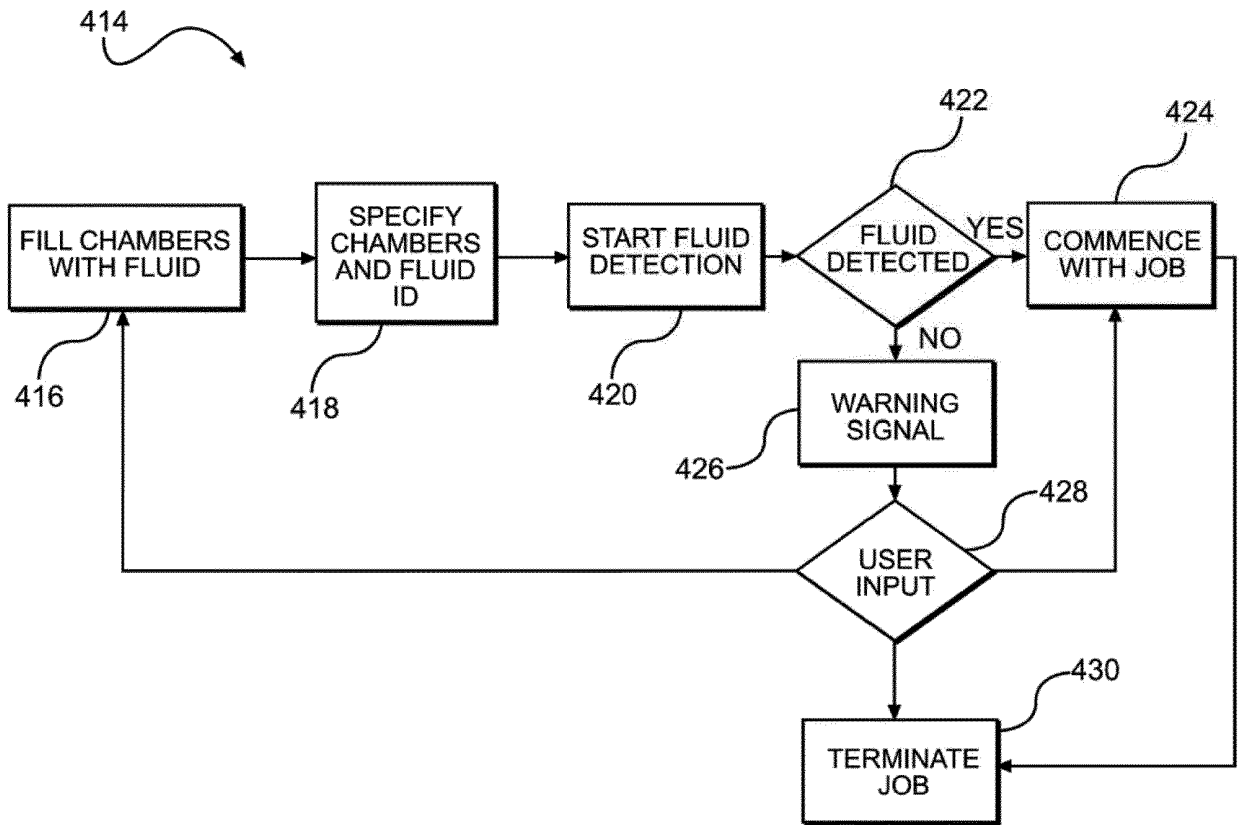 414
422
424
FILL CHAMBERS
WITH FLUID
SPECIFY
CHAMBERS
AND FLUID
ID
START FLUID
DETECTION
FLUID
DETECTED
YES
COMMENCE
WITH JOB
416
418
420
NO
WARNING
SIGNAL
426
428
USER
INPUT
430
TERMINATE
JOB